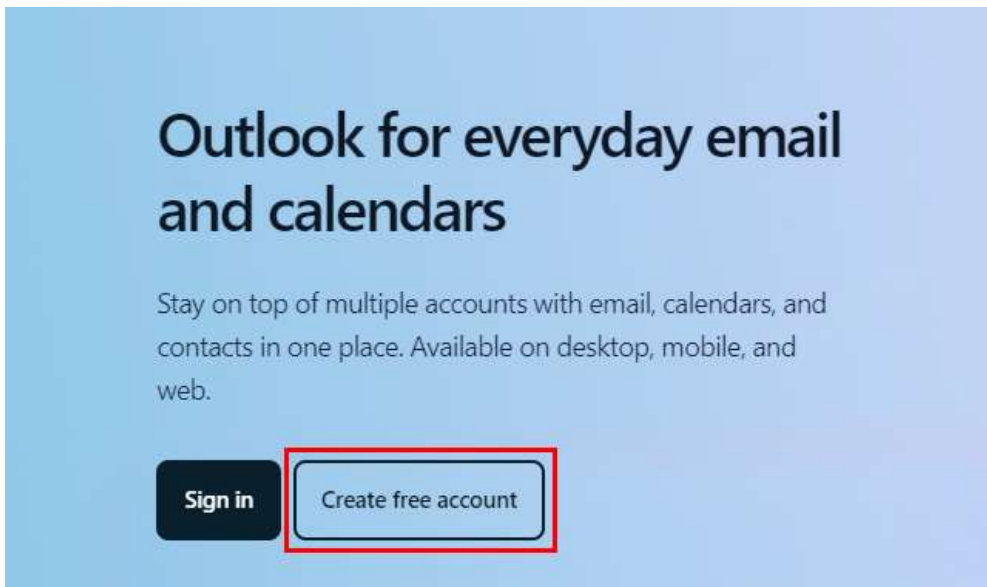 Outlook for everyday email
and calendars
Stay on top of multiple accounts with email, calendars, and
contacts in one place. Available on desktop, mobile, and
web.
Sign in
Create free account